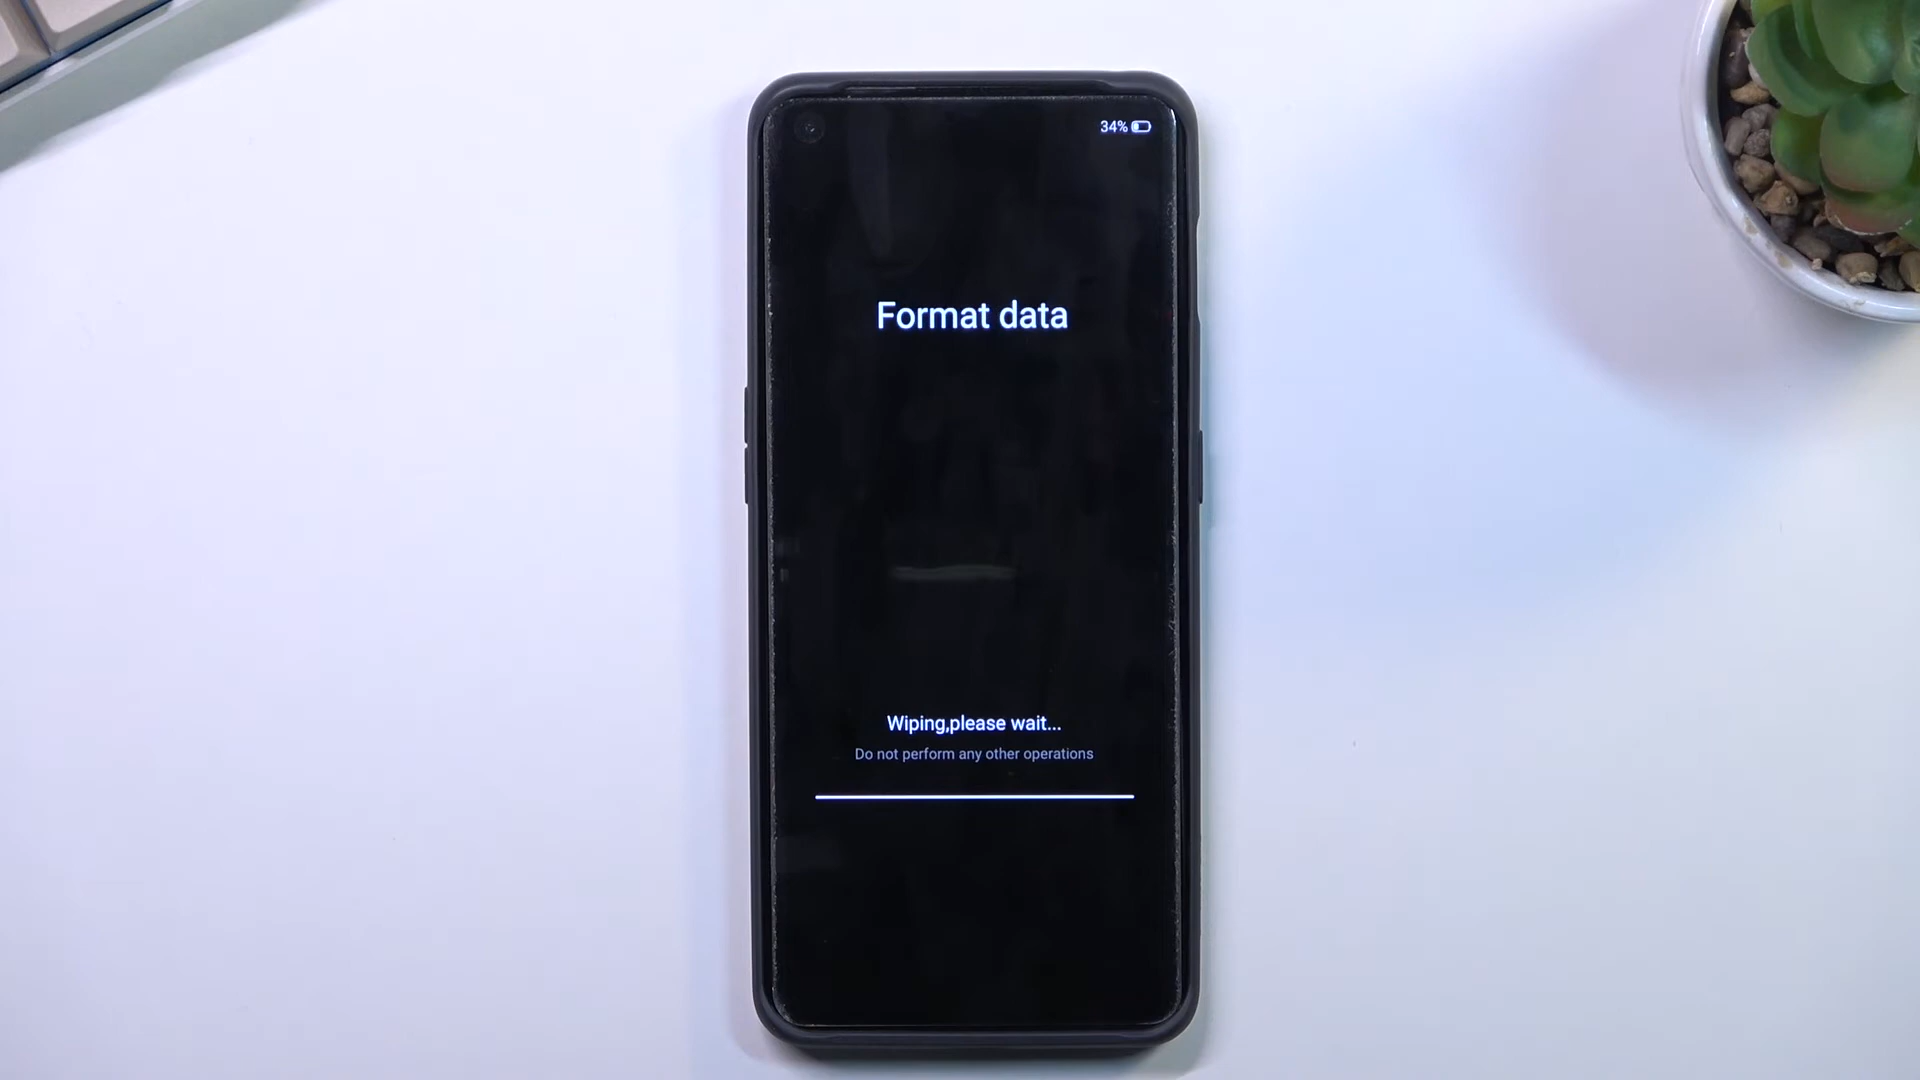 34%
Format data
Wiping,please wait...
Do not perform any other operations